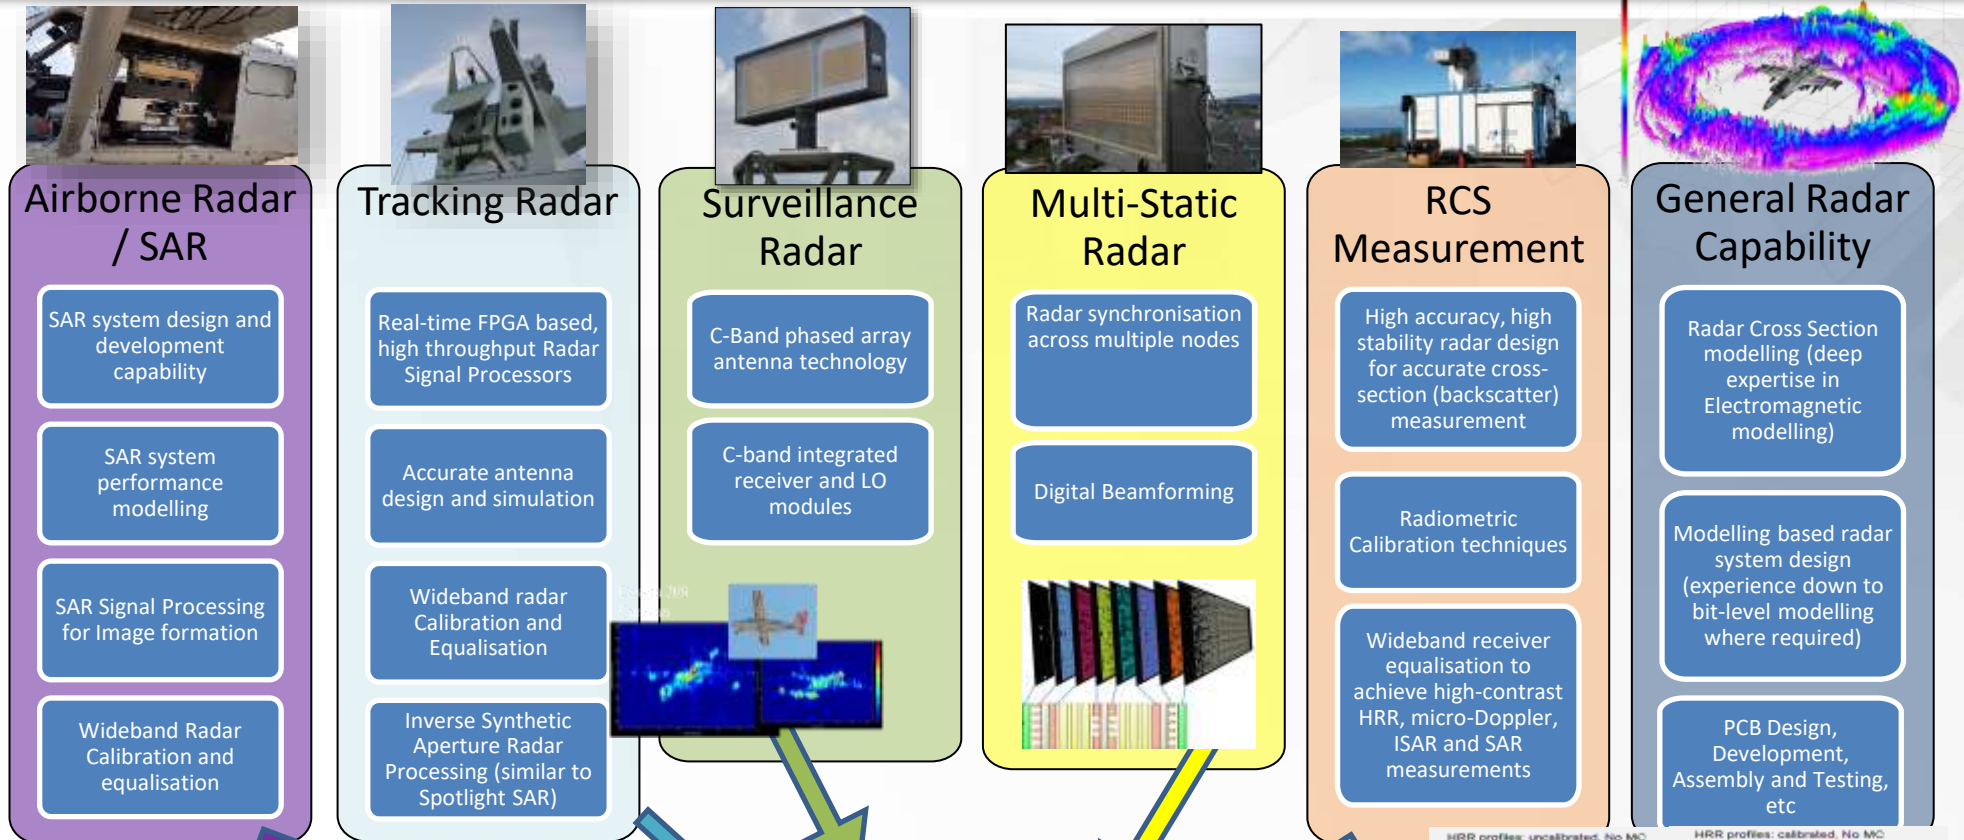 Airborne Radar
/ SAR
SAR system design and
development
capability
SAR system
performance
modelling
SAR Signal Processing
for Image formation
Wideband Radar
Calibration and
equalisation
Tracking Radar
Real-time FPGA based,
high throughput Radar
Signal Processors
Accurate antenna
design and simulation
Wideband radar
Calibration and
Equalisation
Inverse Synthetic
Aperture Radar
Processing (similar to
Spotlight SAR)
Surveillance
Radar
C-Band phased array
antenna technology
C-band integrated
receiver and LO
modules
Multi-Static
Radar
Radar synchronisation
across multiple nodes
Digital Beamforming
RCS
Measurement
High accuracy, high
stability radar design
for accurate cross-
section (backscatter)
measurement
Radiometric
Calibration techniques
Wideband receiver
equalisation to
achieve high-contrast
HRR, micro-Doppler,
ISAR and SAR
measurements
General Radar
Capability
Radar Cross Section
modelling (deep
expertise in
Electromagnetic
modelling)
Modelling based radar
system design
(experience down to
bit-level modelling
where required)
PCB Design,
Development,
Assembly and Testing,
etc
HRR profiles: uncalibrated, No MC
HRR profiles: calibrated, No MC